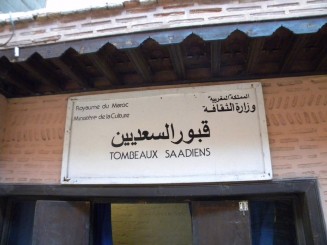 Royaume du Maroc
Ministère de la Culture
المملكة المغربية
وزارة الثقافة
قبور السعديين
TOMBEAUX SAADIENS